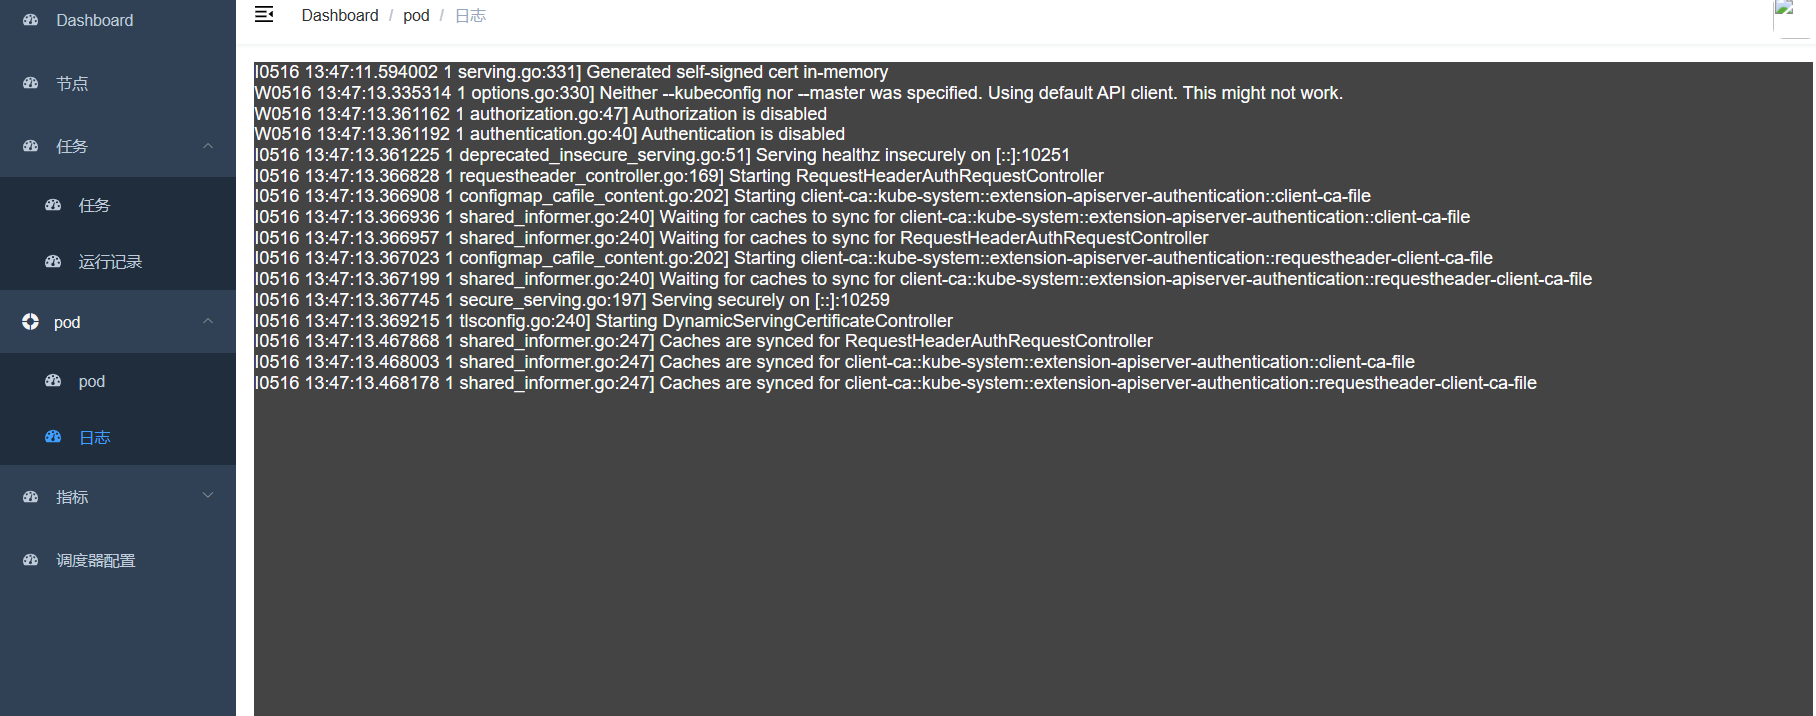 Dashboard
节点
任务
任务
运行记录
pod
pod
日志
指标
调度器配置
Dashboard / pod / 日志
I0516 13:47:11.594002 1 serving.go:331] Generated self-signed cert in-memory
W0516 13:47:13.335314 1 options.go:330] Neither --kubeconfig nor --master was specified. Using default API client. This might not work.
W0516 13:47:13.361162 1 authorization.go:47] Authorization is disabled
W0516 13:47:13.361192 1 authentication.go:40] Authentication is disabled
I0516 13:47:13.361225 1 deprecated_insecure_serving.go:51] Serving healthz insecurely on [::]:10251
I0516 13:47:13.366828 1 requestheader_controller.go:169] Starting RequestHeaderAuthRequestController
I0516 13:47:13.366908 1 configmap_cafile_content.go:202] Starting client-ca::kube-system::extension-apiserver-authentication::client-ca-file
I0516 13:47:13.366936 1 shared_informer.go:240] Waiting for caches to sync for client-ca::kube-system::extension-apiserver-authentication::client-ca-file
I0516 13:47:13.366957 1 shared_informer.go:240] Waiting for caches to sync for RequestHeaderAuthRequestController
I0516 13:47:13.367023 1 configmap_cafile_content.go:202] Starting client-ca::kube-system::extension-apiserver-authentication::requestheader-client-ca-file
I0516 13:47:13.367199 1 shared_informer.go:240] Waiting for caches to sync for client-ca::kube-system::extension-apiserver-authentication::requestheader-client-ca-file
I0516 13:47:13.367745 1 secure_serving.go:197] Serving securely on [::]:10259
I0516 13:47:13.369215 1 tlsconfig.go:240] Starting DynamicServingCertificateController
I0516 13:47:13.467868 1 shared_informer.go:247] Caches are synced for RequestHeaderAuthRequestController
I0516 13:47:13.468003 1 shared_informer.go:247] Caches are synced for client-ca::kube-system::extension-apiserver-authentication::client-ca-file
I0516 13:47:13.468178 1 shared_informer.go:247] Caches are synced for client-ca::kube-system::extension-apiserver-authentication::requestheader-client-ca-file